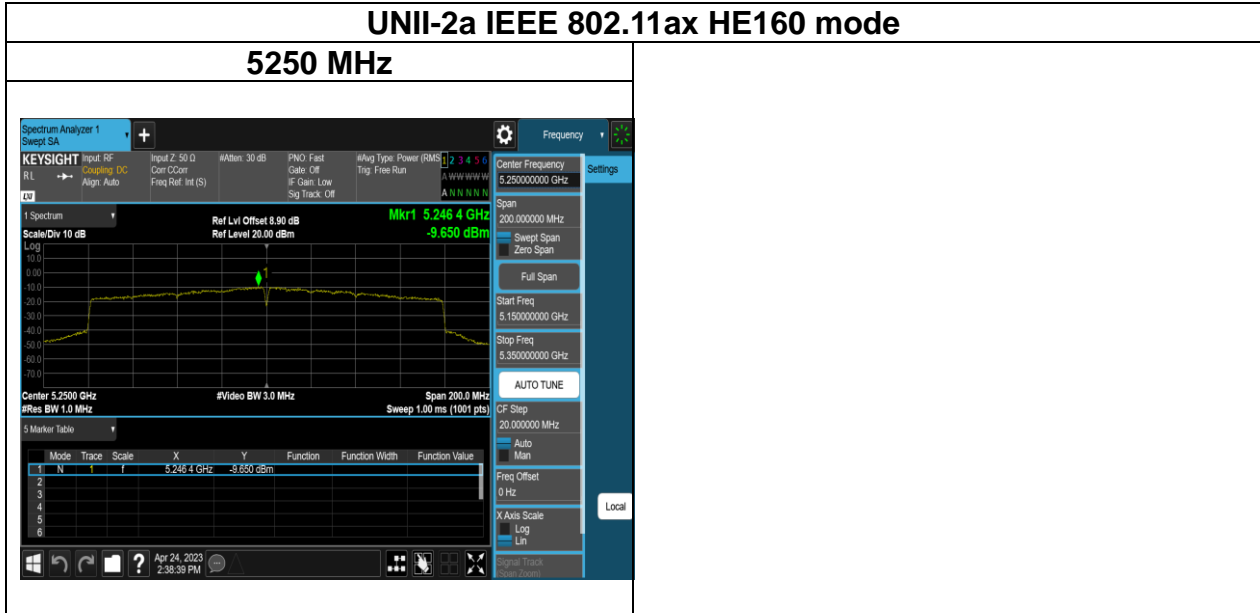 UNII-2a IEEE 802.11ax HE160 mode
5250 MHz
Spectrum Analyzer 1
Swept SA
+
Frequency
KEYSIGHT
RL
LXI
Input: RF
Coupling: DC
Align: Auto
Input Z: 50 Ω
Corr CCorr
Freq Ref: Int (S)
#Atten: 30 dB
PNO: Fast
Gate: Off
IF Gain: Low
Sig Track: Off
#Avg Type: Power (RMS
Trig: Free Run
1 2 3 4 5 6
A W W W W W
A N N N N N
1 Spectrum
Scale/Div 10 dB
Ref Lvl Offset 8.90 dB
Ref Level 20.00 dBm
Mkr1 5.246 4 GHz
-9.650 dBm
Log
10.0
0.00
-10.0
-20.0
-30.0
-40.0
-50.0
-60.0
-70.0
1
Center 5.2500 GHz
#Res BW 1.0 MHz
#Video BW 3.0 MHz
Span 200.0 MHz
Sweep 1.00 ms (1001 pts)
5 Marker Table
Mode Trace Scale X Y Function Function Width Function Value
1 N 1 f 5.246 4 GHz -9.650 dBm
2
3
4
5
6
Apr 24, 2023
2:38:39 PM
?
Center Frequency
5.250000000 GHz
Settings
Span
200.000000 MHz
Swept Span
Zero Span
Full Span
Start Freq
5.150000000 GHz
Stop Freq
5.350000000 GHz
AUTO TUNE
CF Step
20.000000 MHz
Auto
Man
Freq Offset
0 Hz
X Axis Scale
Log
Lin
Local
Signal Track
(Span Zoom)